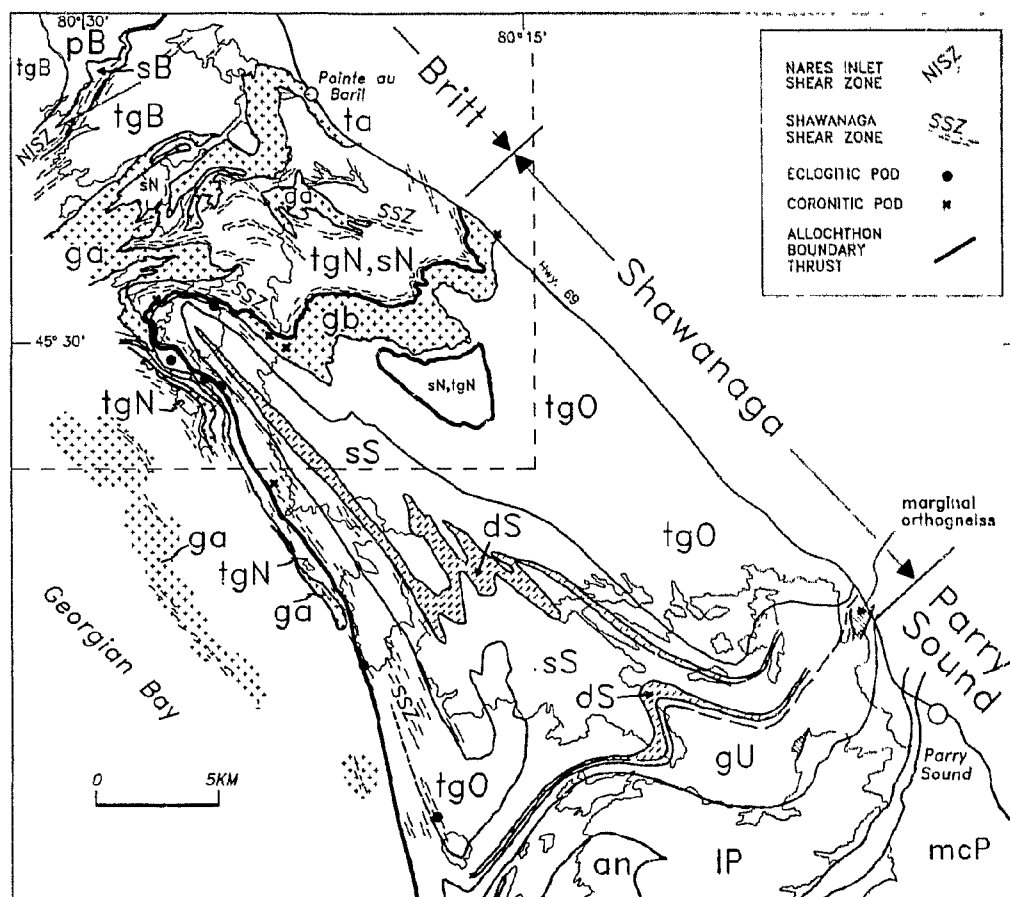 80°30'
80°15'
pB
tgB
sB
tgB
NISZ
Pointe au
Baril
ta
Britt
NARES INLET
SHEAR ZONE
NISZ
SHAWANAGA
SHEAR ZONE
SSZ
ECLOGITIC POD
CORONITIC POD
ALLOCHTHON
BOUNDARY
THRUST
sN
ga
SSZ
ga
tgN,sN
SSZ
gb
Hwy. 69
Shawanaga
45°30'
sN,tgN
tgN
tgO
sS
ga
tgN
ga
dS
tgO
marginal
orthogneiss
Georgian Bay
Parry
Sound
sS
dS
SSZ
gU
Parry
Sound
0
5KM
tgO
an
IP
mcP